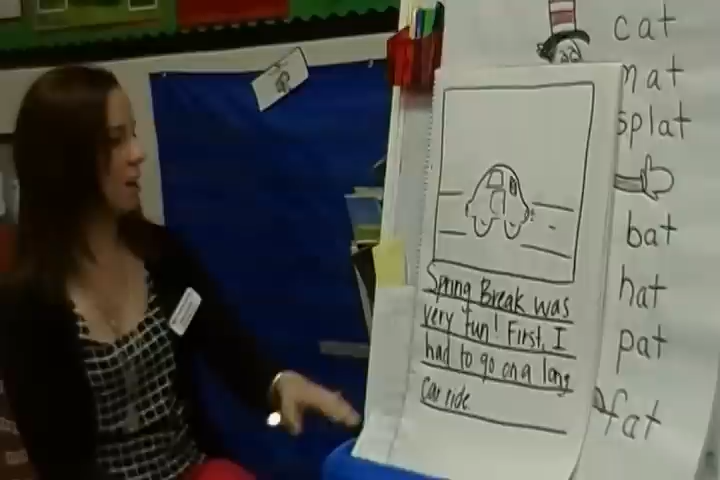 cat
mat
splat
bat
hat
pat
fat
Spring Break was
very fun! First, I
had to go on a long
car ride.